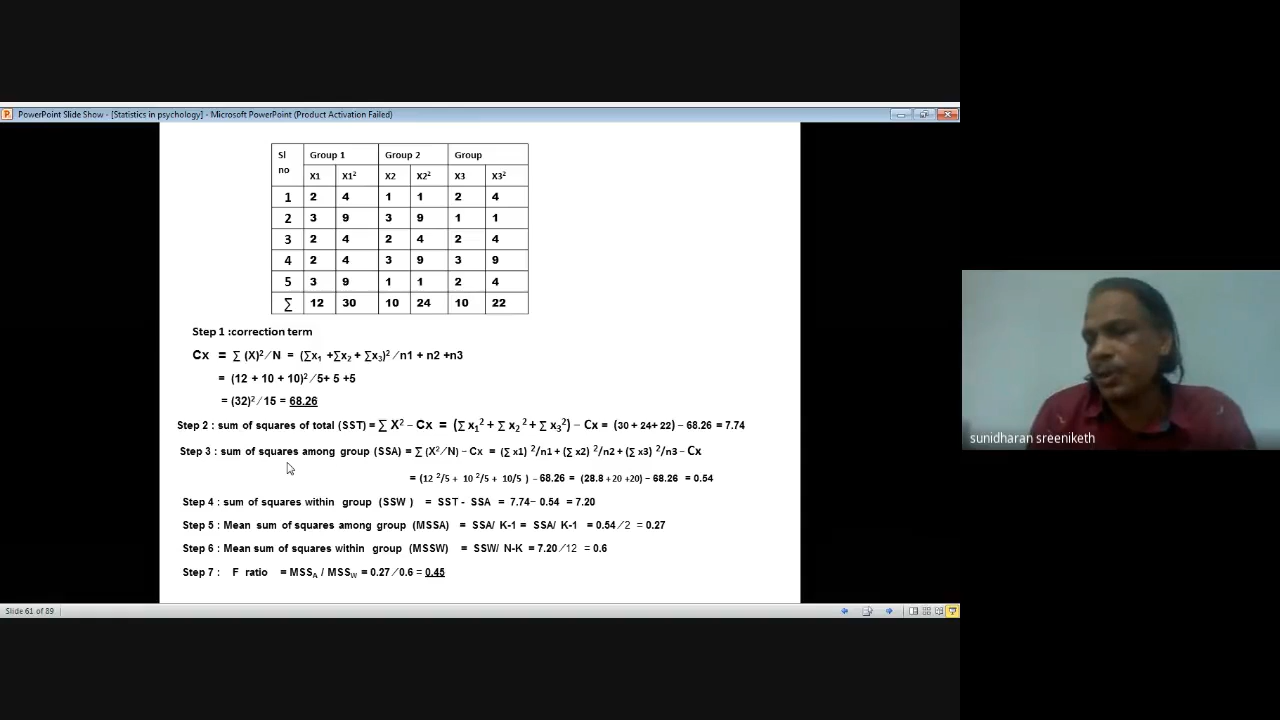 PowerPoint Slide Show - [Statistics in psychology] - Microsoft PowerPoint (Product Activation Failed)
Sl no Group 1 Group 2 Group
X1 X1² X2 X2² X3 X3²
1 2 4 1 1 2 4
2 3 9 3 9 1 1
3 2 4 2 4 2 4
4 2 4 3 9 3 9
5 3 9 1 1 2 4
∑ 12 30 10 24 10 22
Step 1 :correction term
Cx = ∑ (X)²/N = (∑x₁ +∑x₂ + ∑x₃)² /n1 + n2 +n3
= (12 + 10 + 10)² /5+ 5 +5
= (32)² / 15 = 68.26
Step 2 : sum of squares of total (SST) = ∑ X² – Cx = (∑ x₁² + ∑ x₂² + ∑ x₃²) – Cx = (30 + 24+ 22) – 68.26 = 7.74
Step 3 : sum of squares among group (SSA) = ∑ (X²/N) – Cx = (∑ x1) ²/n1 + (∑ x2) ²/n2 + (∑ x3) ²/n3 – Cx
= (12 ²/5 + 10 ²/5 + 10/5 ) – 68.26 = (28.8 +20 +20) – 68.26 = 0.54
Step 4 : sum of squares within group (SSW ) = SST - SSA = 7.74– 0.54 = 7.20
Step 5 : Mean sum of squares among group (MSSA) = SSA/ K-1 = SSA/ K-1 = 0.54/2 = 0.27
Step 6 : Mean sum of squares within group (MSSW) = SSW/ N-K = 7.20/12 = 0.6
Step 7 : F ratio = MSS_A / MSS_W = 0.27/0.6 = 0.45
Slide 61 of 89
sunidharan sreeniketh